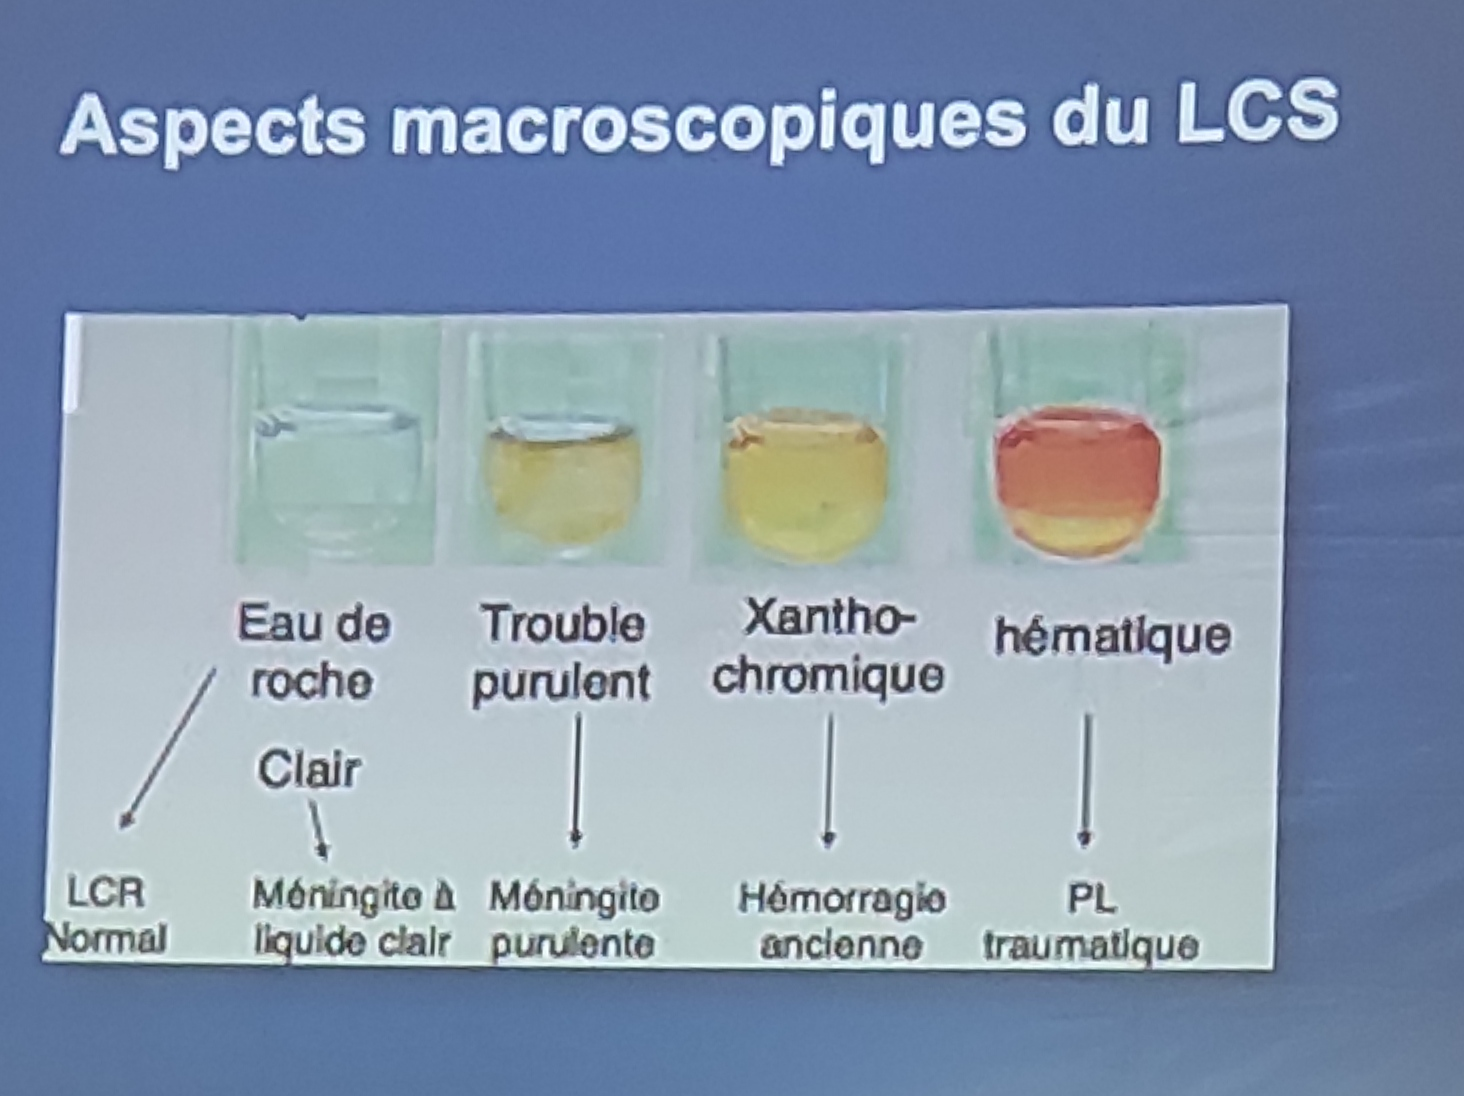 Aspects macroscopiques du LCS
Eau de
roche
Clair
Trouble
purulent
Xantho-
chromique
hématique
LCR
Normal
Méningite à
liquide clair
Méningite
purulente
Hémorragie
ancienne
PL
traumatique